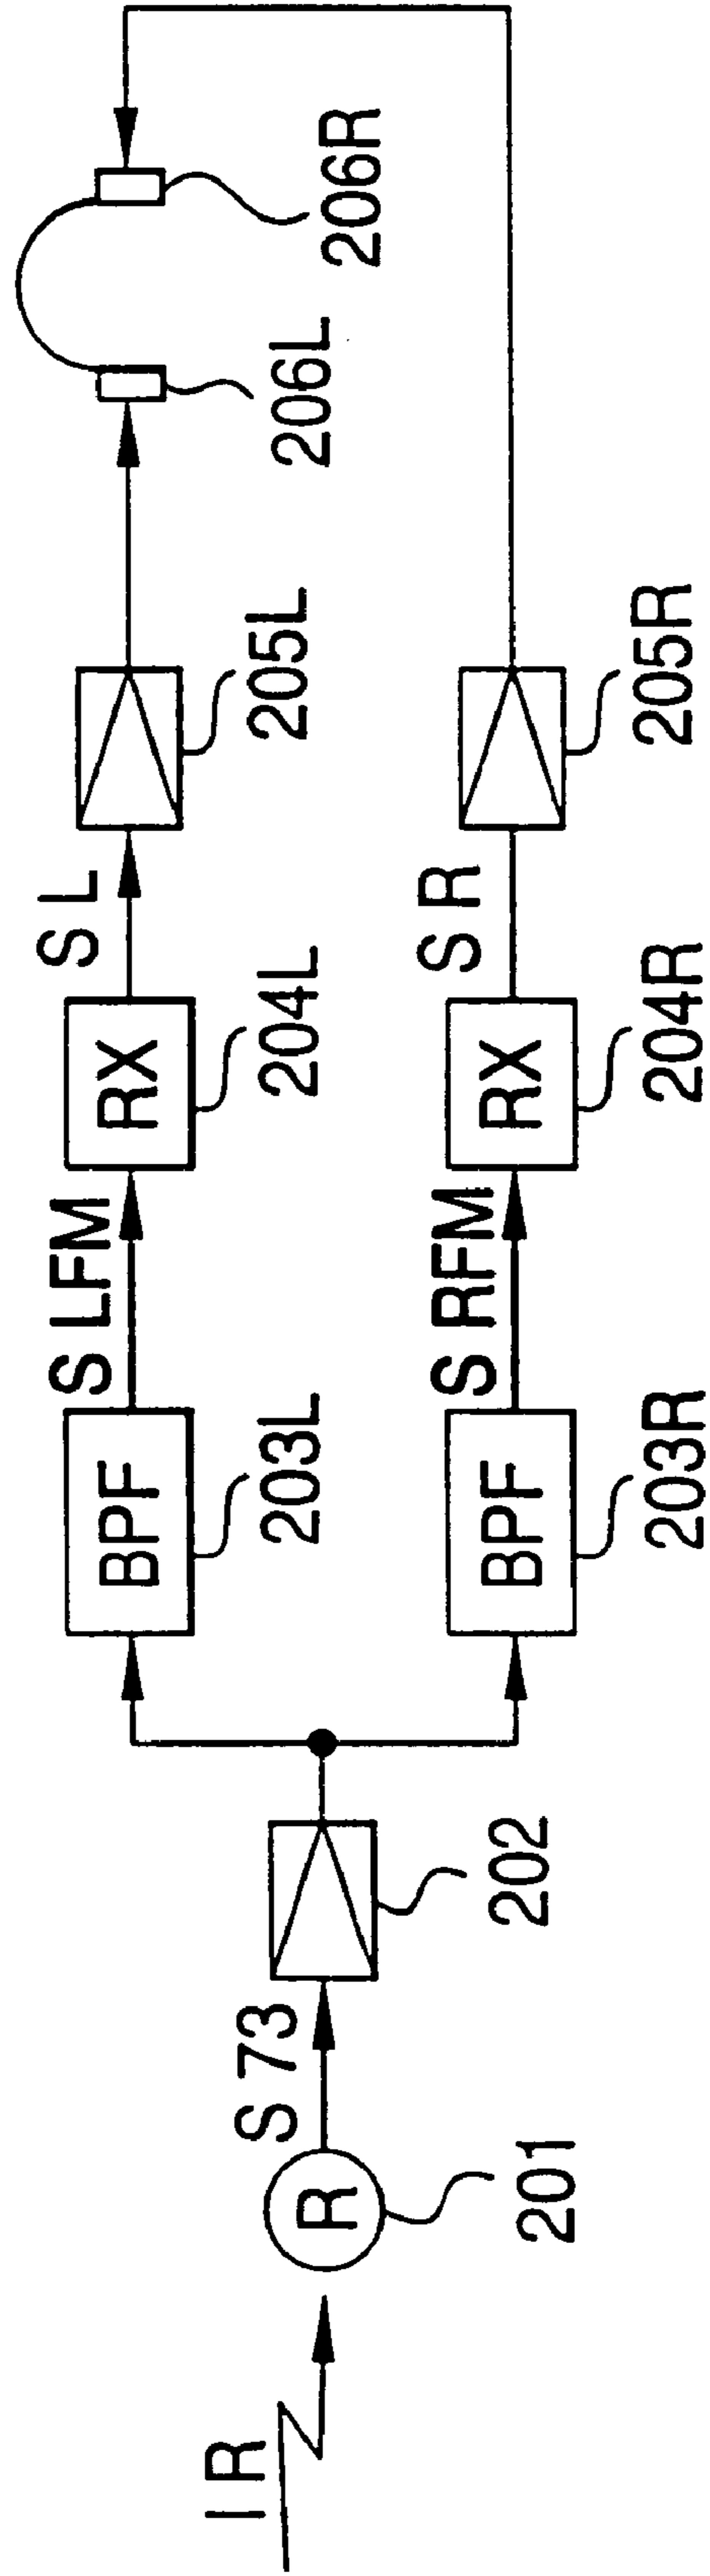 IR
R
201
S 73
202
BPF
203L
S LFM
RX
204L
S L
205L
206L
206R
BPF
203R
S RFM
RX
204R
S R
205R